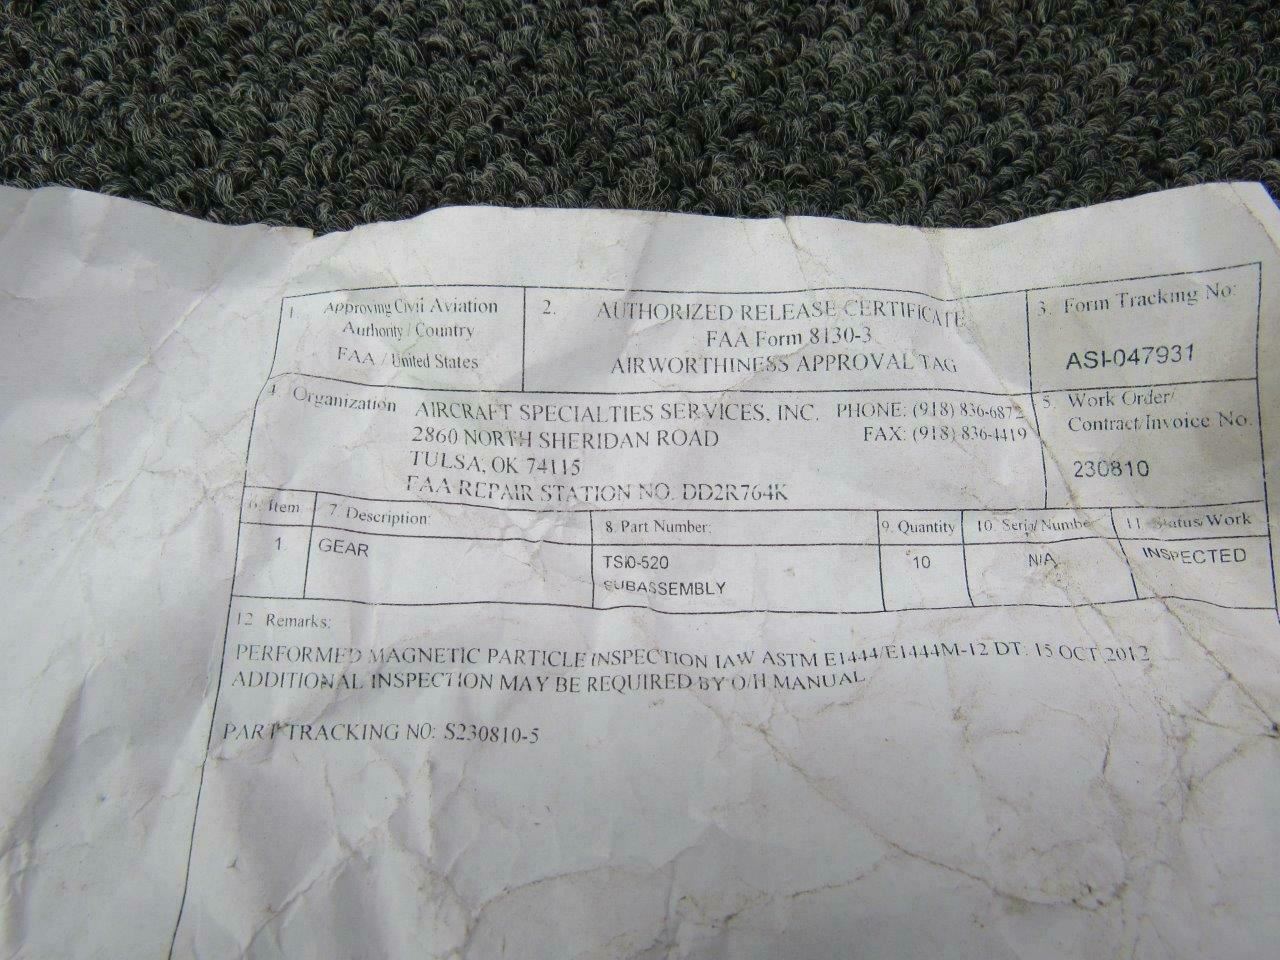 1. Approving Civil Aviation
Authority / Country
FAA / United States
2. AUTHORIZED RELEASE CERTIFICATE
FAA Form 8130-3
AIRWORTHINESS APPROVAL TAG
3. Form Tracking No:
ASI-047931
4. Organization AIRCRAFT SPECIALTIES SERVICES, INC. PHONE: (918) 836-6872
2860 NORTH SHERIDAN ROAD FAX: (918) 836-4419
TULSA, OK 74115
FAA REPAIR STATION NO. DD2R764K
5. Work Order/
Contract/Invoice No.
230810
6. Item 7. Description: 8. Part Number: 9. Quantity 10. Serial Number 11. Status/Work
1 GEAR TSI0-520 10 N/A INSPECTED
SUBASSEMBLY
12 Remarks:
PERFORMED MAGNETIC PARTICLE INSPECTION IAW ASTM E1444/E1444M-12 DT: 15 OCT 2012
ADDITIONAL INSPECTION MAY BE REQUIRED BY O/H MANUAL
PART TRACKING NO: S230810-5